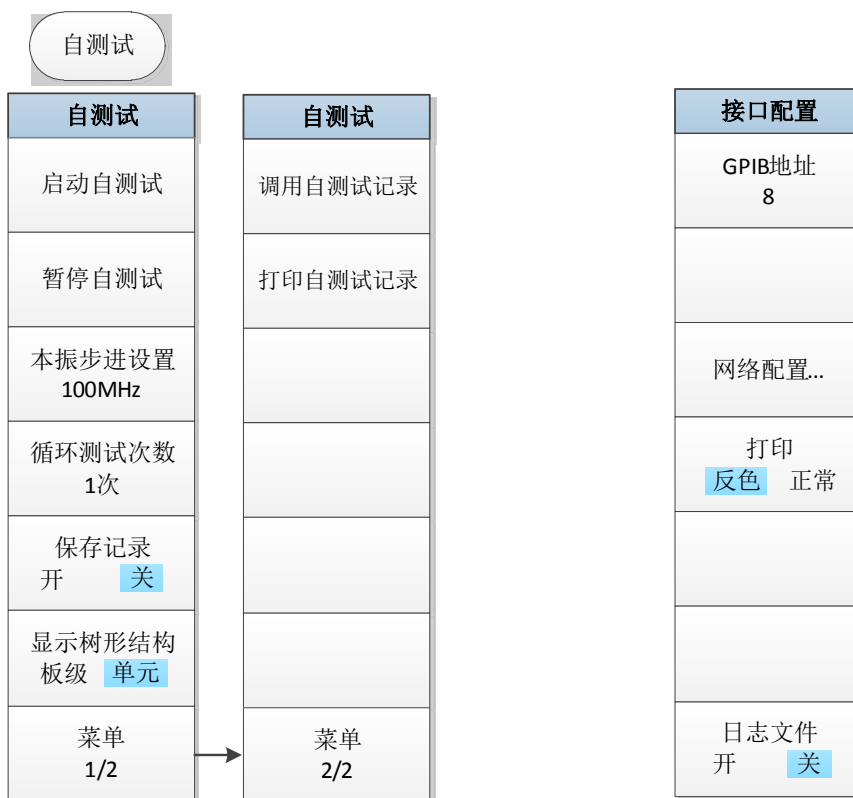 自测试
自测试
启动自测试
暂停自测试
本振步进设置
100MHz
循环测试次数
1次
保存记录
开 关
显示树形结构
板级 单元
菜单
1/2
自测试
调用自测试记录
打印自测试记录
菜单
2/2
接口配置
GPIB地址
8
网络配置...
打印
反色 正常
日志文件
开 关